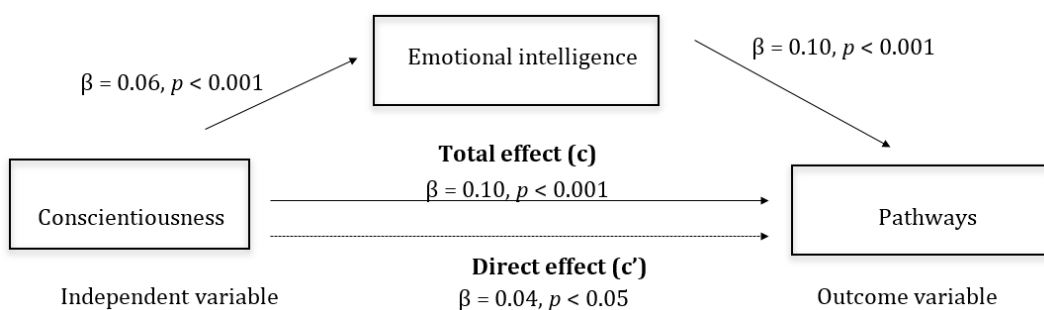 Emotional intelligence
β = 0.10, p < 0.001
β = 0.06, p < 0.001
Total effect (c)
β = 0.10, p < 0.001
Conscientiousness
Pathways
Direct effect (c’)
β = 0.04, p < 0.05
Independent variable
Outcome variable